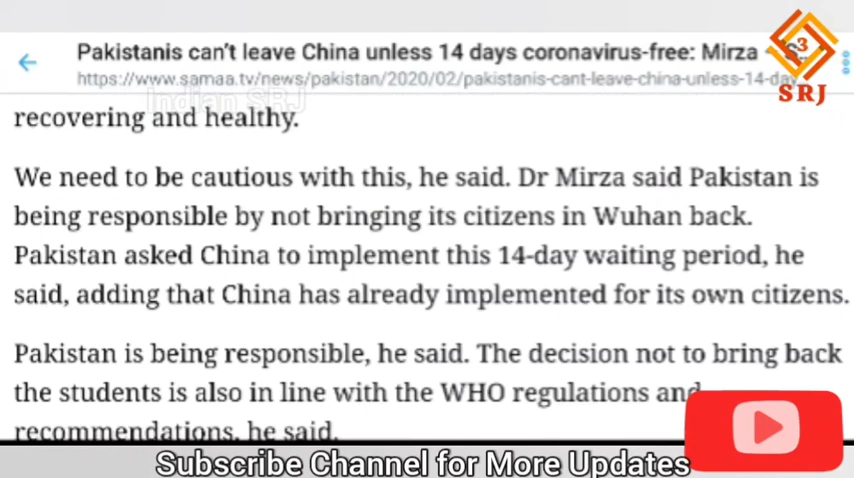 Pakistanis can't leave China unless 14 days coronavirus-free: Mirza
https://www.samaa.tv/news/pakistan/2020/02/pakistanis-cant-leave-china-unless-14-day
3
SRJ
Indian SRJ
recovering and healthy.
We need to be cautious with this, he said. Dr Mirza said Pakistan is
being responsible by not bringing its citizens in Wuhan back.
Pakistan asked China to implement this 14-day waiting period, he
said, adding that China has already implemented for its own citizens.
Pakistan is being responsible, he said. The decision not to bring back
the students is also in line with the WHO regulations and
recommendations, he said.
Subscribe Channel for More Updates